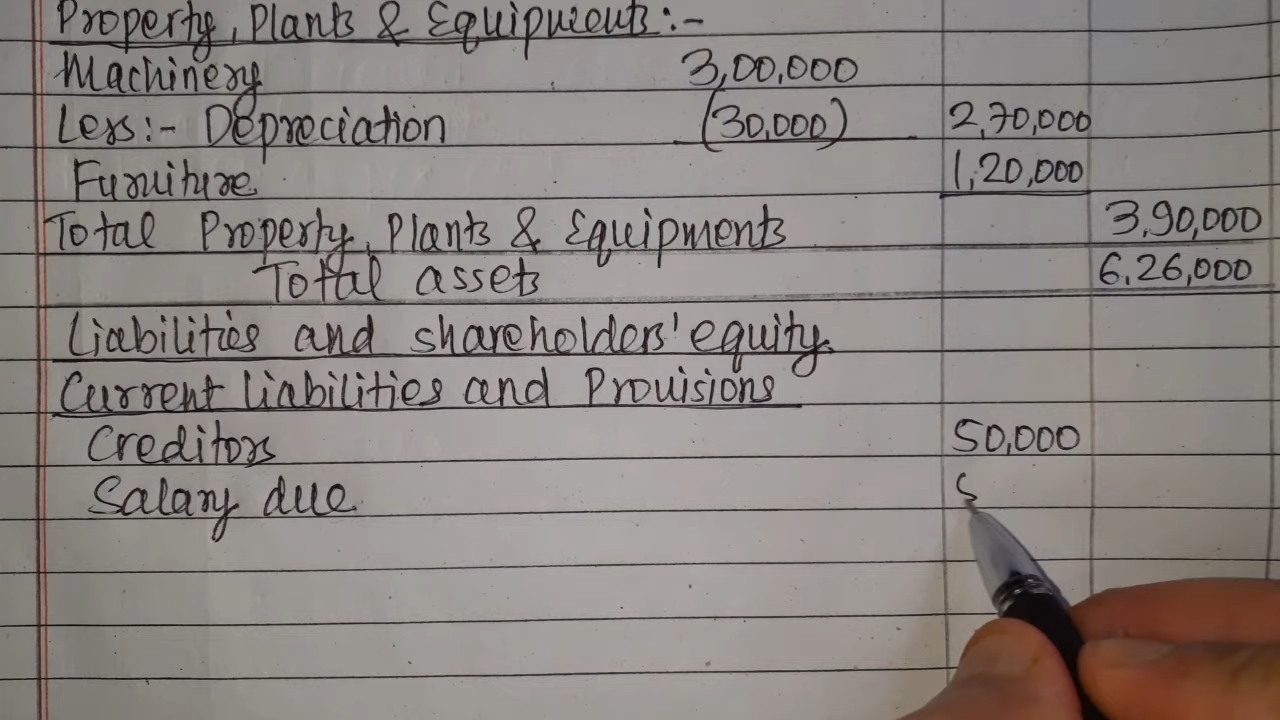 Property, Plants & Equipments:-
Machinery 3,00,000
Less:- Depreciation (30,000) 2,70,000
Furniture 1,20,000
Total Property, Plants & Equipments 3,90,000
Total assets 6,26,000
Liabilities and shareholders' equity.
Current liabilities and Provisions
Creditors 50,000
Salary due